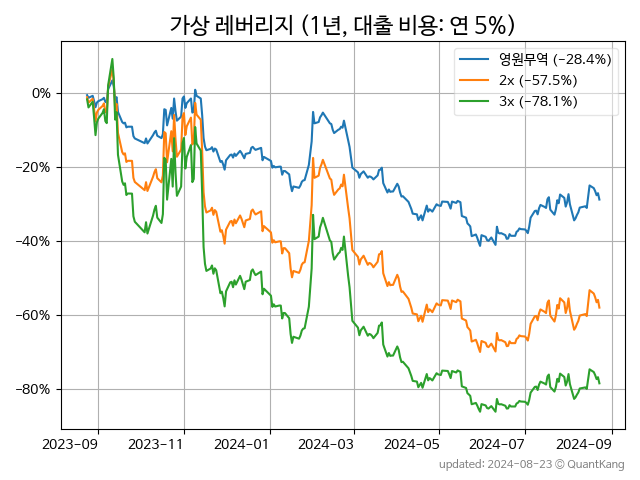 가상 레버리지 (1년, 대출 비용: 연 5%)
영원무역 (-28.4%)
2x (-57.5%)
3x (-78.1%)
0%
-20%
-40%
-60%
-80%
2023-09 2023-11 2024-01 2024-03 2024-05 2024-07 2024-09
updated: 2024-08-23 © QuantKang